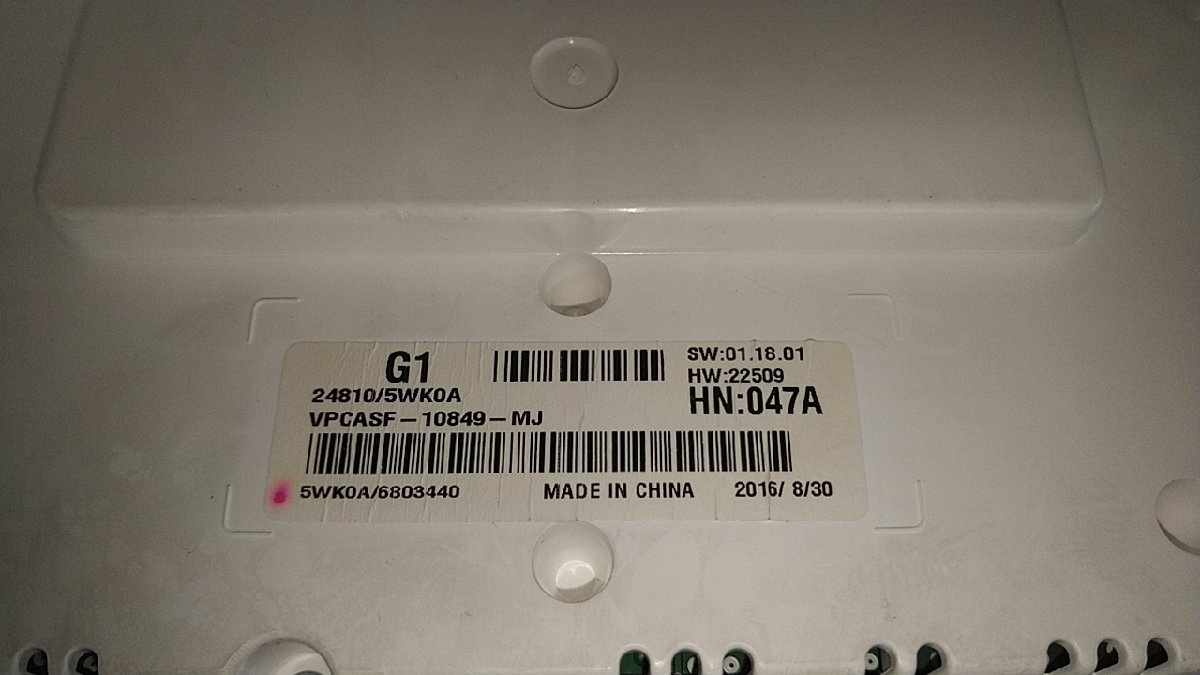 G1
24810/5WK0A
VPCASF-10849-MJ
SW:01.18.01
HW:22509
HN:047A
5WK0A/6803440 MADE IN CHINA 2016/ 8/30